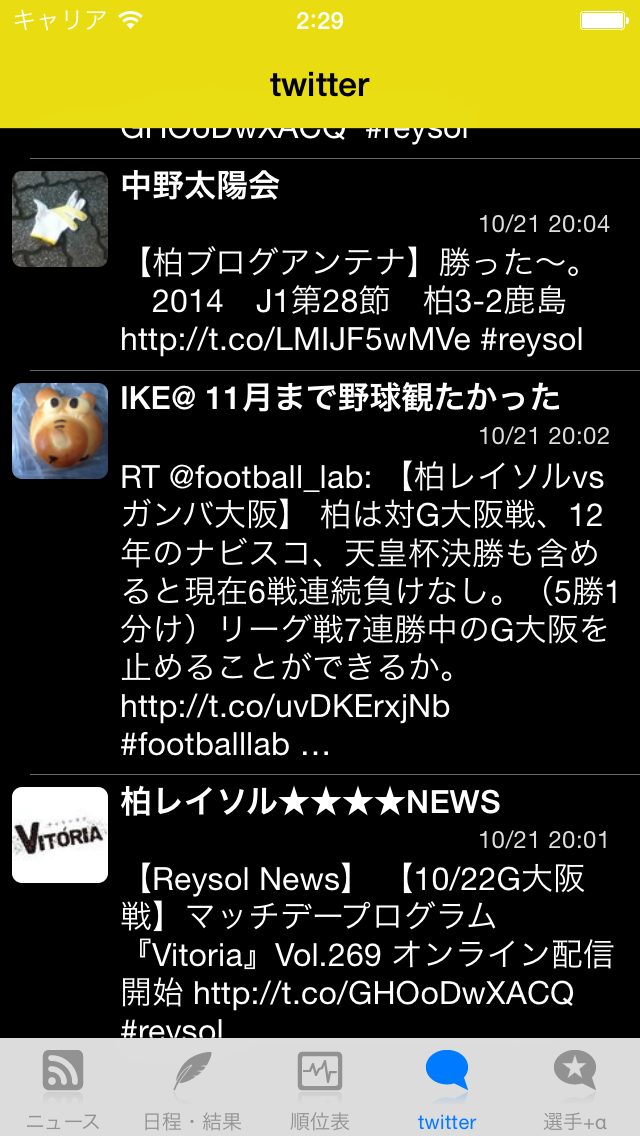 キャリア 2:29
twitter
GHOoDwXACQ #reysol
中野太陽会
10/21 20:04
【柏ブログアンテナ】勝った〜。
2014 J1第28節 柏3-2鹿島
http://t.co/LMIJF5wMVe #reysol
IKE@ 11月まで野球観たかった
10/21 20:02
RT @football_lab: 【柏レイソルvs
ガンバ大阪】 柏は対G大阪戦、12
年のナビスコ、天皇杯決勝も含め
ると現在6戦連続負けなし。（5勝1
分け）リーグ戦7連勝中のG大阪を
止めることができるか。
http://t.co/uvDKErxjNb
#footballlab …
VITORIA
柏レイソル★★★★NEWS
10/21 20:01
【Reysol News】 【10/22G大阪
戦】マッチデープログラム
『Vitoria』Vol.269 オンライン配信
開始 http://t.co/GHOoDwXACQ
#reysol
ニュース 日程・結果 順位表 twitter 選手+α